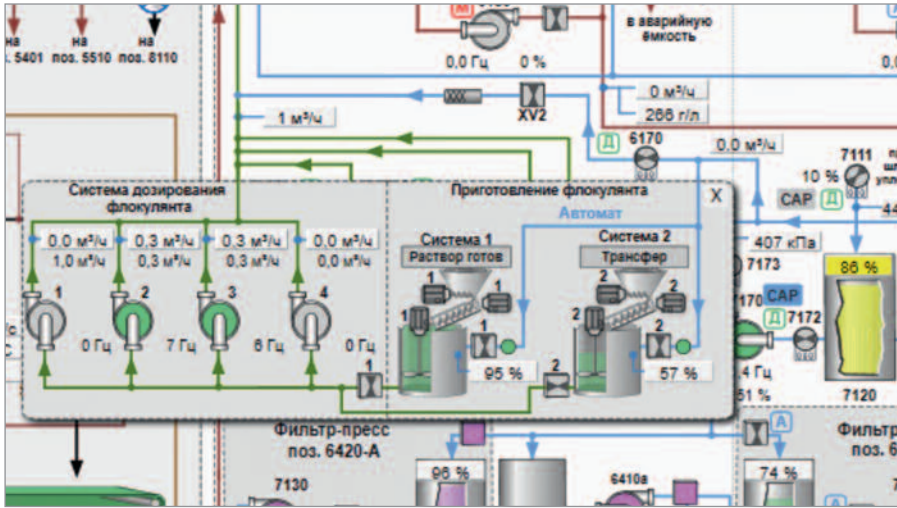 на
на
на
поз. 5510
поз. 8110
5401
М
0,0 Гц
0 %
в аварийную
ёмкость
0 м³/ч
266 г/л
1 м³/ч
XV2
Д
6170
0.0 м³/ч
7111
10 %
САР
Д
Система дозирования
флокулянта
Приготовление флокулянта
X
Автомат
0,0 м³/ч
0,3 м³/ч
0,3 м³/ч
0,0 м³/ч
1,0 м³/ч
0,3 м³/ч
0,3 м³/ч
0,0 м³/ч
Система 1
Раствор готов
Система 2
Трансфер
407 кПа
7173
86 %
1
2
3
4
1
1
1
1
2
2
2
2
САР
Д
7172
0 Гц
7 Гц
6 Гц
0 Гц
95 %
57 %
1
2
51 %
7120
Фильтр-пресс
поз. 6420-А
А
96 %
74 %
7130
6410а
А